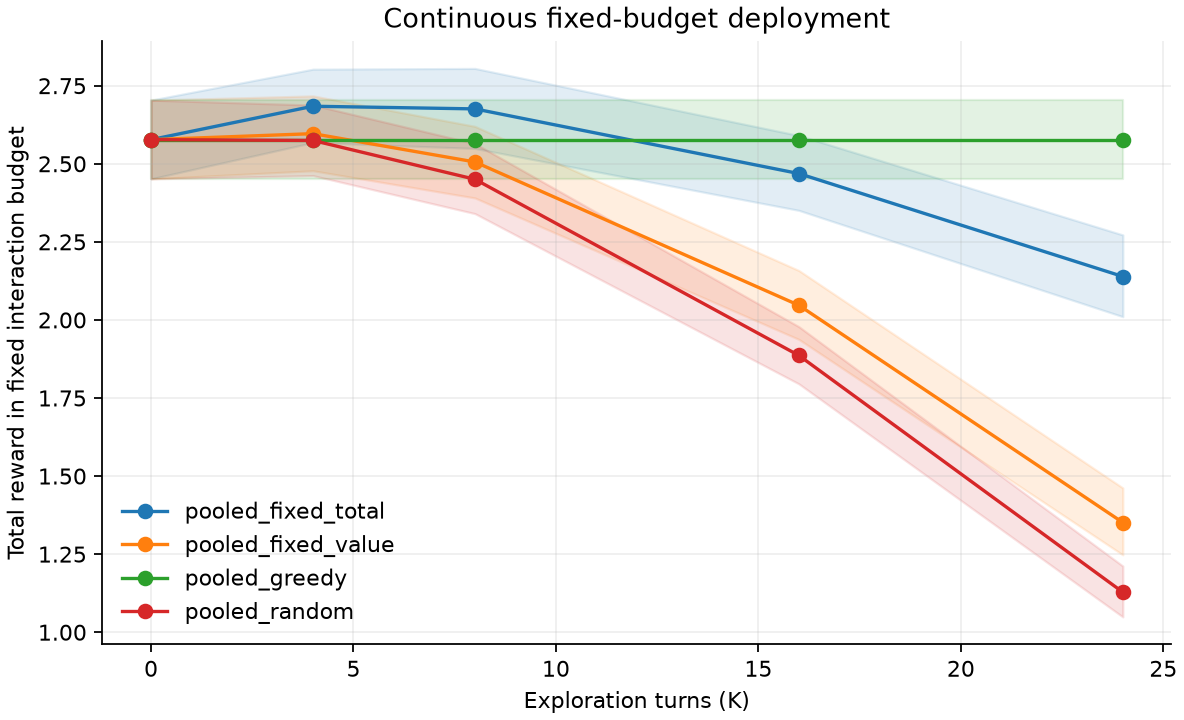 Continuous fixed-budget deployment
Total reward in fixed interaction budget
2.75
2.50
2.25
2.00
1.75
1.50
1.25
1.00
pooled_fixed_total
pooled_fixed_value
pooled_greedy
pooled_random
0
5
10
15
20
25
Exploration turns (K)